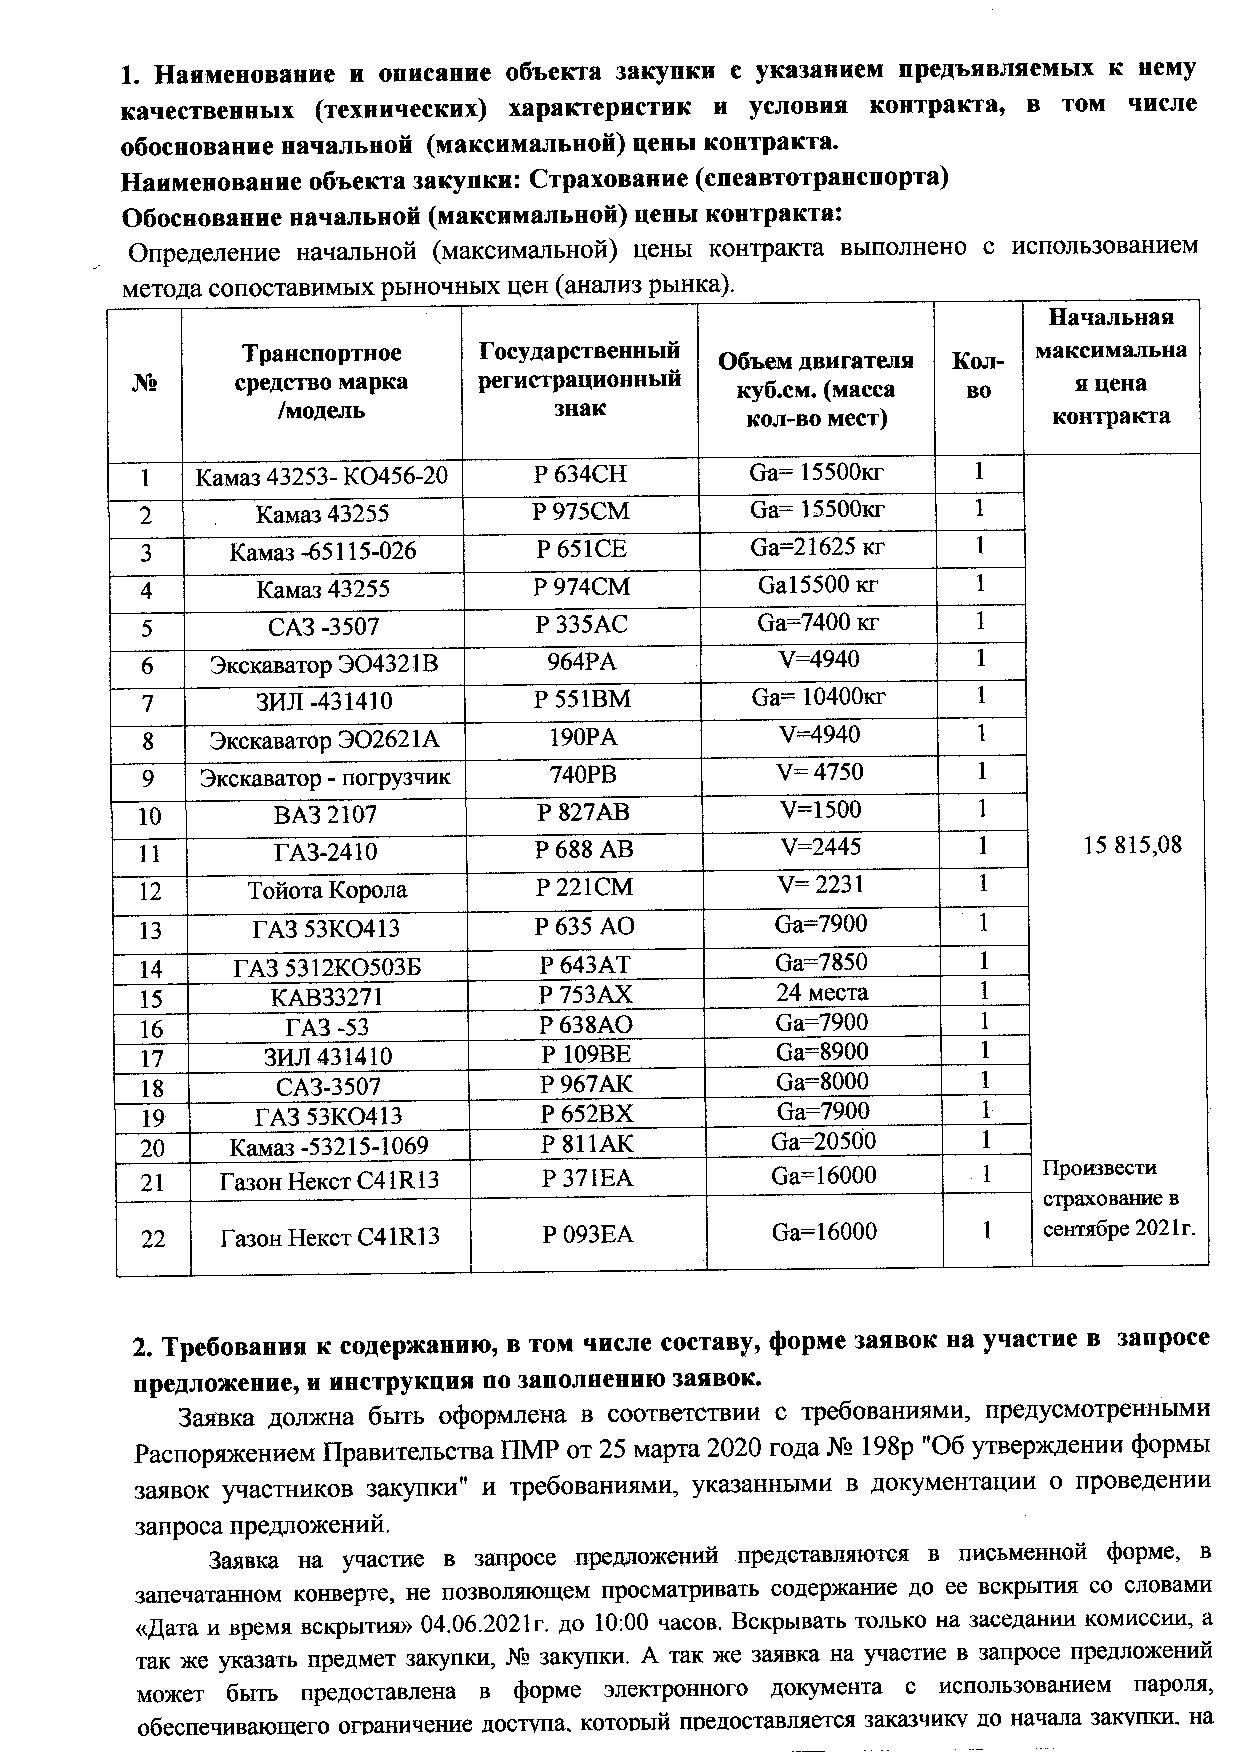 1. Наименование и описание объекта закупки с указанием предъявляемых к нему
качественных (технических) характеристик и условия контракта, в том числе
обоснование начальной (максимальной) цены контракта.
Наименование объекта закупки: Страхование (спеавтотранспорта)
Обоснование начальной (максимальной) цены контракта:
Определение начальной (максимальной) цены контракта выполнено с использованием
метода сопоставимых рыночных цен (анализ рынка).
№ Транспортное средство марка /модель Государственный регистрационный знак Объем двигателя куб.см. (масса кол-во мест) Кол-во Начальная максимальна я цена контракта
1 Камаз 43253- КО456-20 Р 634СН Ga= 15500кг 1
2 Камаз 43255 Р 975СМ Ga= 15500кг 1
3 Камаз -65115-026 Р 651СЕ Ga=21625 кг 1
4 Камаз 43255 Р 974СМ Ga15500 кг 1
5 САЗ -3507 Р 335АС Ga=7400 кг 1
6 Экскаватор ЭО4321В 964РА V=4940 1
7 ЗИЛ -431410 Р 551ВМ Ga= 10400кг 1
8 Экскаватор ЭО2621А 190РА V=4940 1
9 Экскаватор - погрузчик 740РВ V= 4750 1
10 ВАЗ 2107 Р 827АВ V=1500 1
11 ГАЗ-2410 Р 688 АВ V=2445 1 15 815,08
12 Тойота Корола Р 221СМ V= 2231 1
13 ГАЗ 53КО413 Р 635 АО Ga=7900 1
14 ГАЗ 5312КО503Б Р 643АТ Ga=7850 1
15 КАВЗ3271 Р 753АХ 24 места 1
16 ГАЗ -53 Р 638АО Ga=7900 1
17 ЗИЛ 431410 Р 109ВЕ Ga=8900 1
18 САЗ-3507 Р 967АК Ga=8000 1
19 ГАЗ 53КО413 Р 652ВХ Ga=7900 1
20 Камаз -53215-1069 Р 811АК Ga=20500 1
21 Газон Некст C41R13 Р 371ЕА Ga=16000 1 Произвести
страхование в
22 Газон Некст C41R13 Р 093ЕА Ga=16000 1 сентябре 2021г.
2. Требования к содержанию, в том числе составу, форме заявок на участие в запросе
предложение, и инструкция по заполнению заявок.
Заявка должна быть оформлена в соответствии с требованиями, предусмотренными
Распоряжением Правительства ПМР от 25 марта 2020 года № 198р "Об утверждении формы
заявок участников закупки" и требованиями, указанными в документации о проведении
запроса предложений.
Заявка на участие в запросе предложений представляются в письменной форме, в
запечатанном конверте, не позволяющем просматривать содержание до ее вскрытия со словами
«Дата и время вскрытия» 04.06.2021г. до 10:00 часов. Вскрывать только на заседании комиссии, а
так же указать предмет закупки, № закупки. А так же заявка на участие в запросе предложений
может быть предоставлена в форме электронного документа с использованием пароля,
обеспечивающего ограничение доступа, который предоставляется заказчику до начала закупки, на